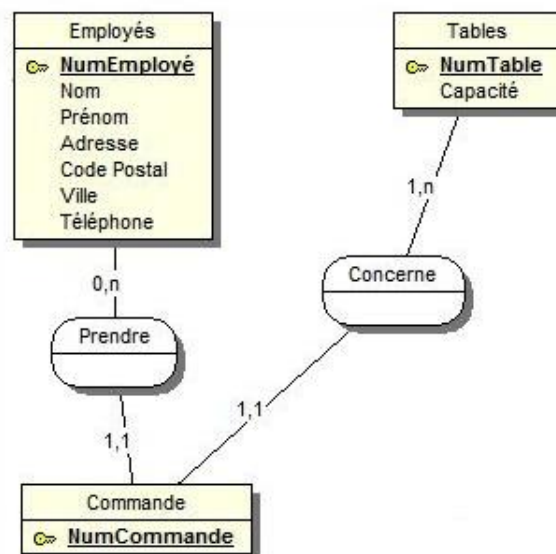 Employés
NumEmployé
Nom
Prénom
Adresse
Code Postal
Ville
Téléphone
Tables
NumTable
Capacité
0,n
1,n
Prendre
Concerne
1,1
1,1
Commande
NumCommande